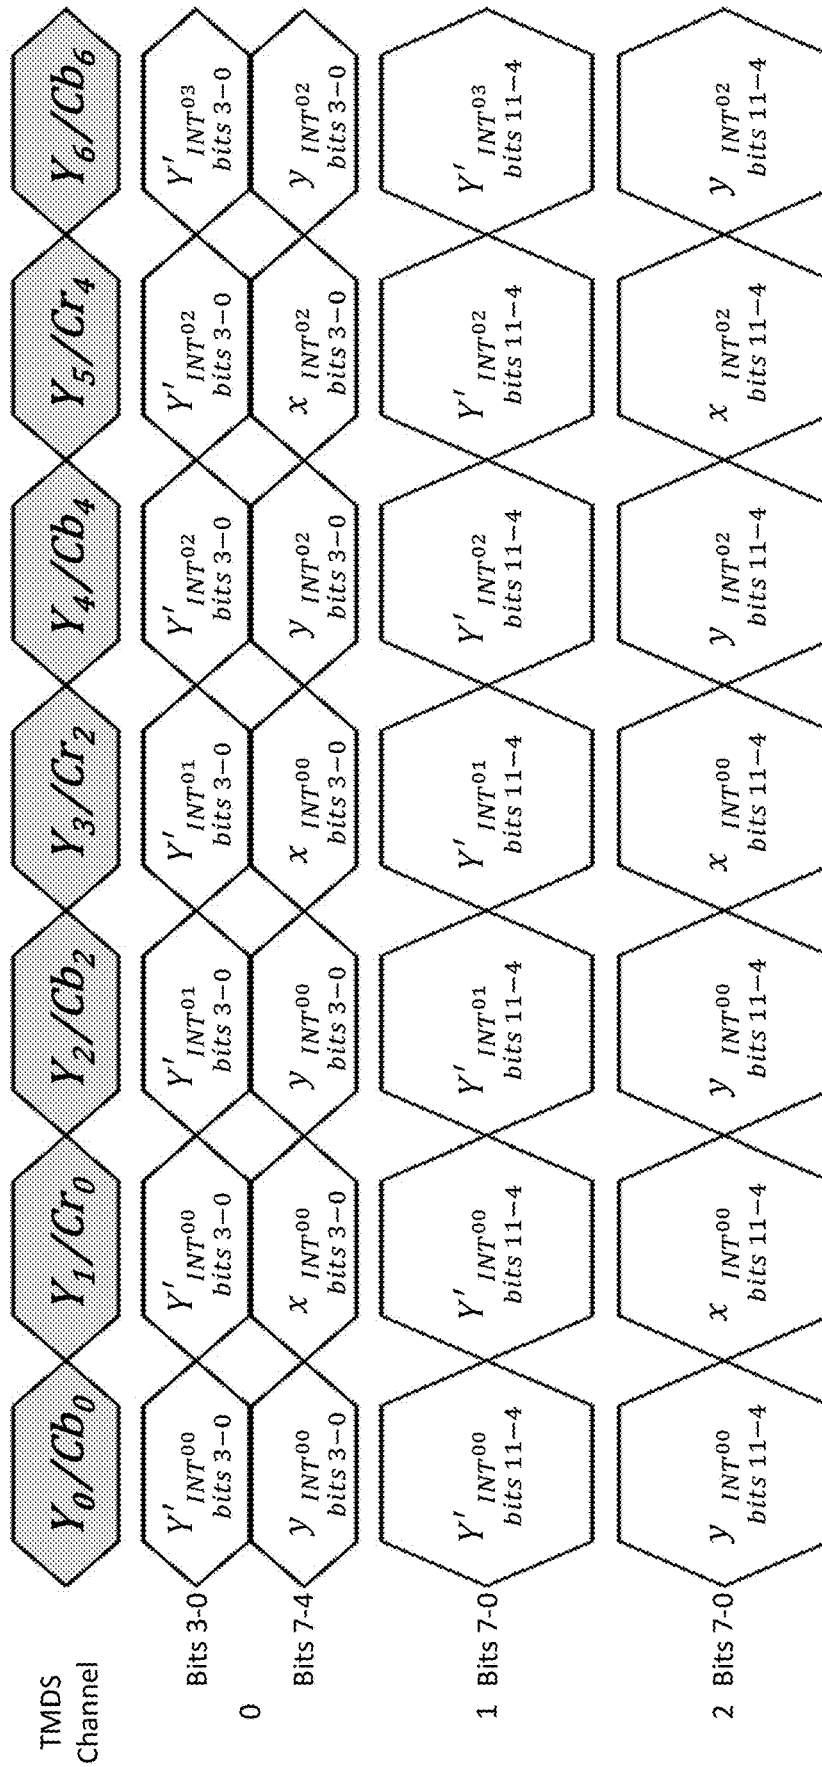 TMDS
Channel
Y₀/Cb₀ Y₁/Cr₀ Y₂/Cb₂ Y₃/Cr₂ Y₄/Cb₄ Y₅/Cr₄ Y₆/Cb₆
0
Bits 3-0
Y' INT00 Y' INT00 Y' INT01 Y' INT01 Y' INT02 Y' INT02 Y' INT03
bits 3−0 bits 3−0 bits 3−0 bits 3−0 bits 3−0 bits 3−0 bits 3−0
Bits 7-4
y INT00 x INT00 y INT00 x INT00 y INT02 x INT02 y INT02
bits 3−0 bits 3−0 bits 3−0 bits 3−0 bits 3−0 bits 3−0 bits 3−0
1 Bits 7-0
Y' INT00 Y' INT00 Y' INT01 Y' INT01 Y' INT02 Y' INT02 Y' INT03
bits 11−4 bits 11−4 bits 11−4 bits 11−4 bits 11−4 bits 11−4 bits 11−4
2 Bits 7-0
y INT00 x INT00 y INT00 x INT00 y INT02 x INT02 y INT02
bits 11−4 bits 11−4 bits 11−4 bits 11−4 bits 11−4 bits 11−4 bits 11−4